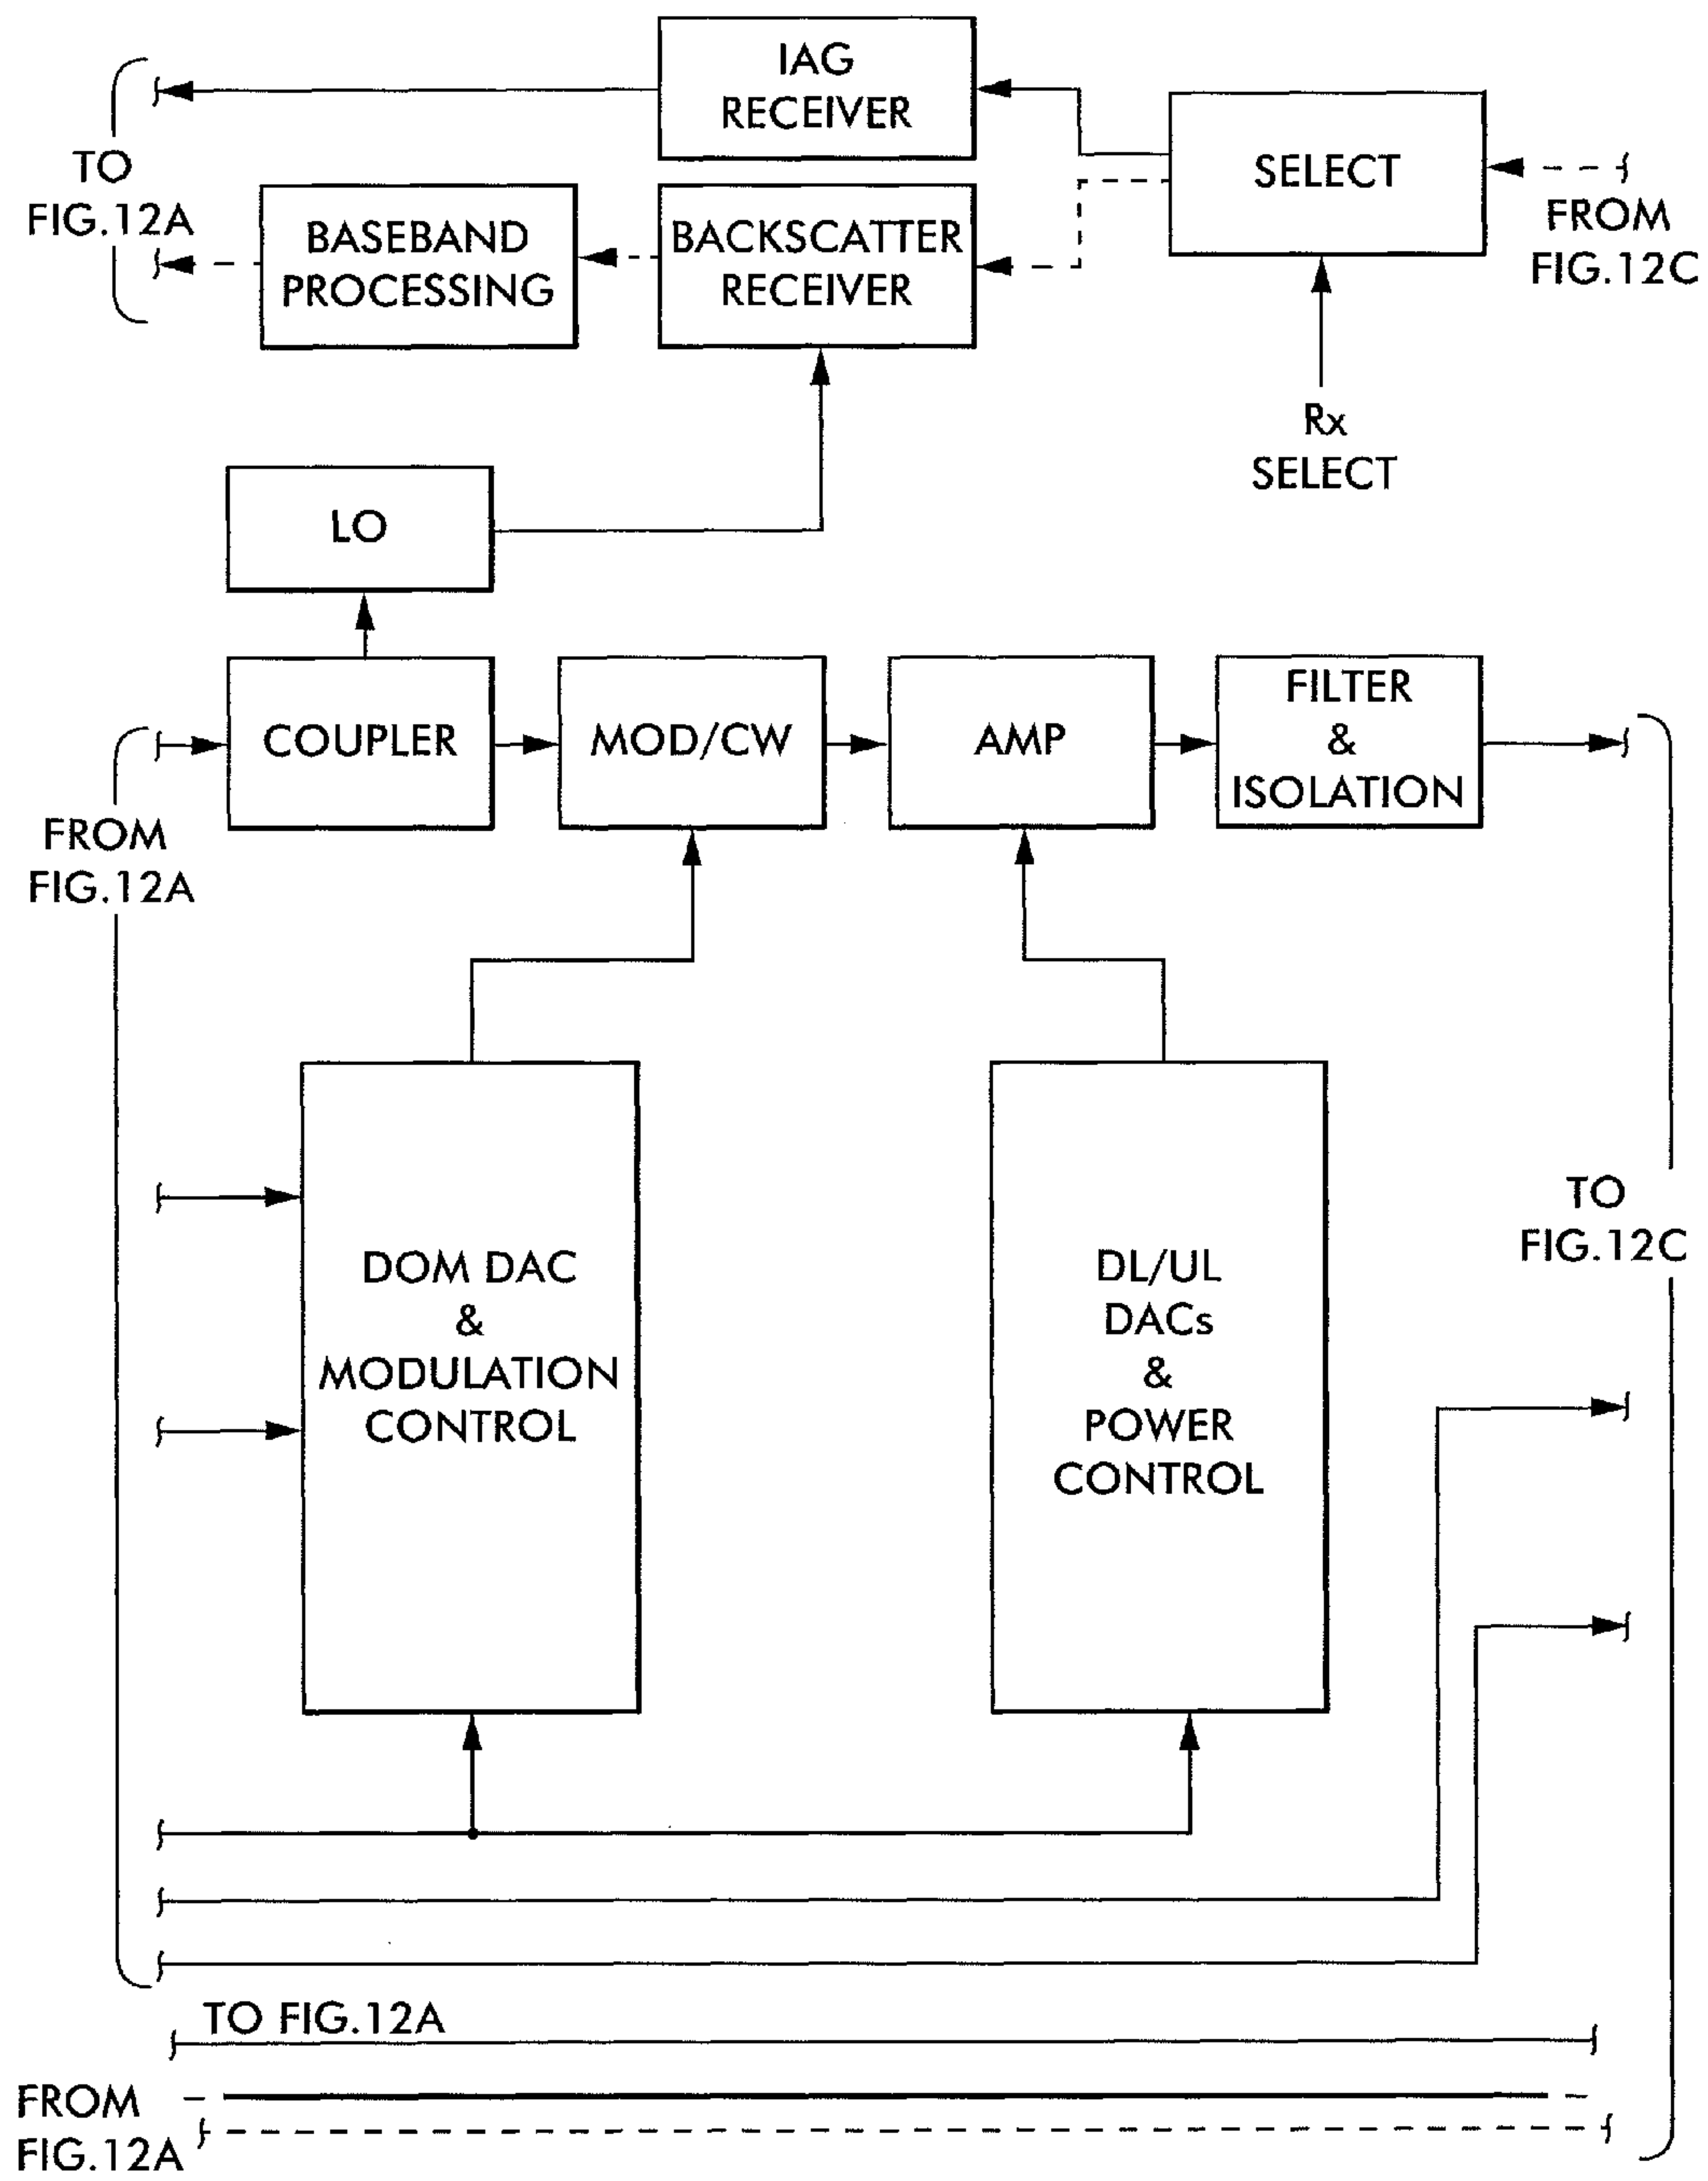 IAG
RECEIVER
SELECT
TO
FIG.12A
FROM
FIG.12C
BASEBAND
PROCESSING
BACKSCATTER
RECEIVER
Rx
SELECT
LO
COUPLER
MOD/CW
AMP
FILTER
&
ISOLATION
FROM
FIG.12A
DOM DAC
&
MODULATION
CONTROL
DL/UL
DACs
&
POWER
CONTROL
TO
FIG.12C
TO FIG.12A
FROM
FIG.12A